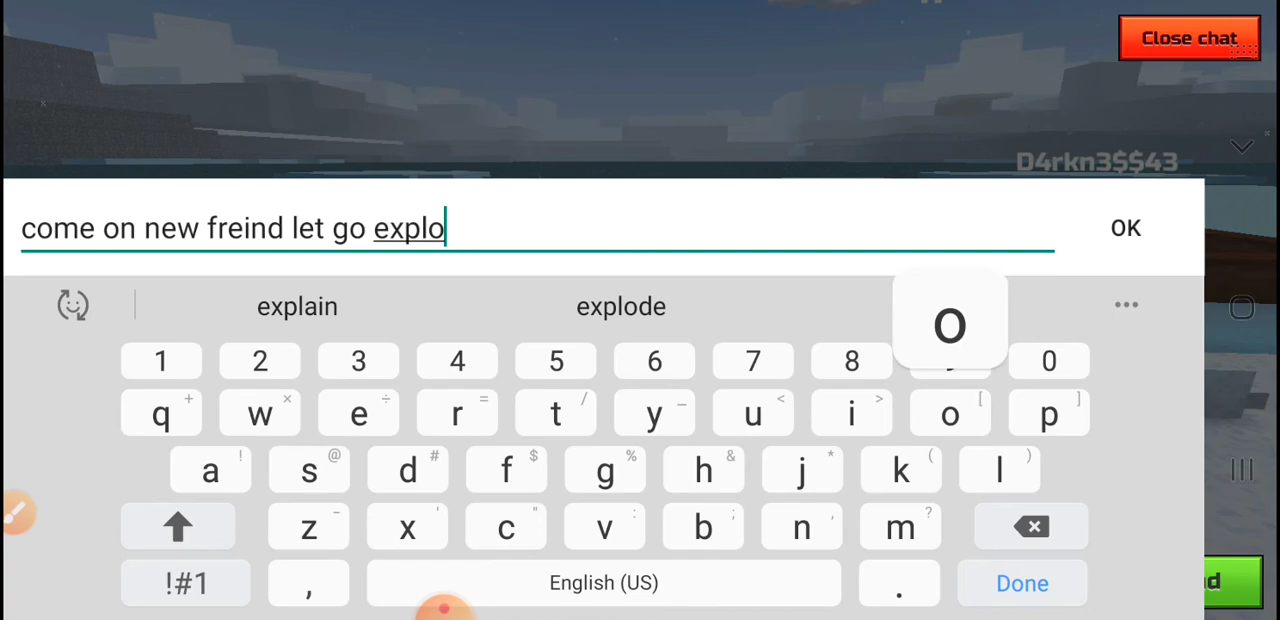 Close chat
D4rkn3$$43
come on new freind let go explo
OK
explain explode
o
1 2 3 4 5 6 7 8 0
q + w × e ÷ r = t / y _ u < i > o [ p ]
a ! s @ d # f $ g % h & j * k ( l )
z - x ' c " v : b ; n , m ?
!#1 , English (US) . Done